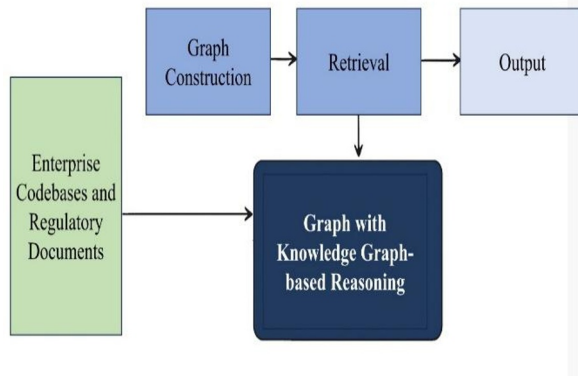 Graph
Construction
Retrieval
Output
Enterprise
Codebases and
Regulatory
Documents
Graph with
Knowledge Graph-
based Reasoning